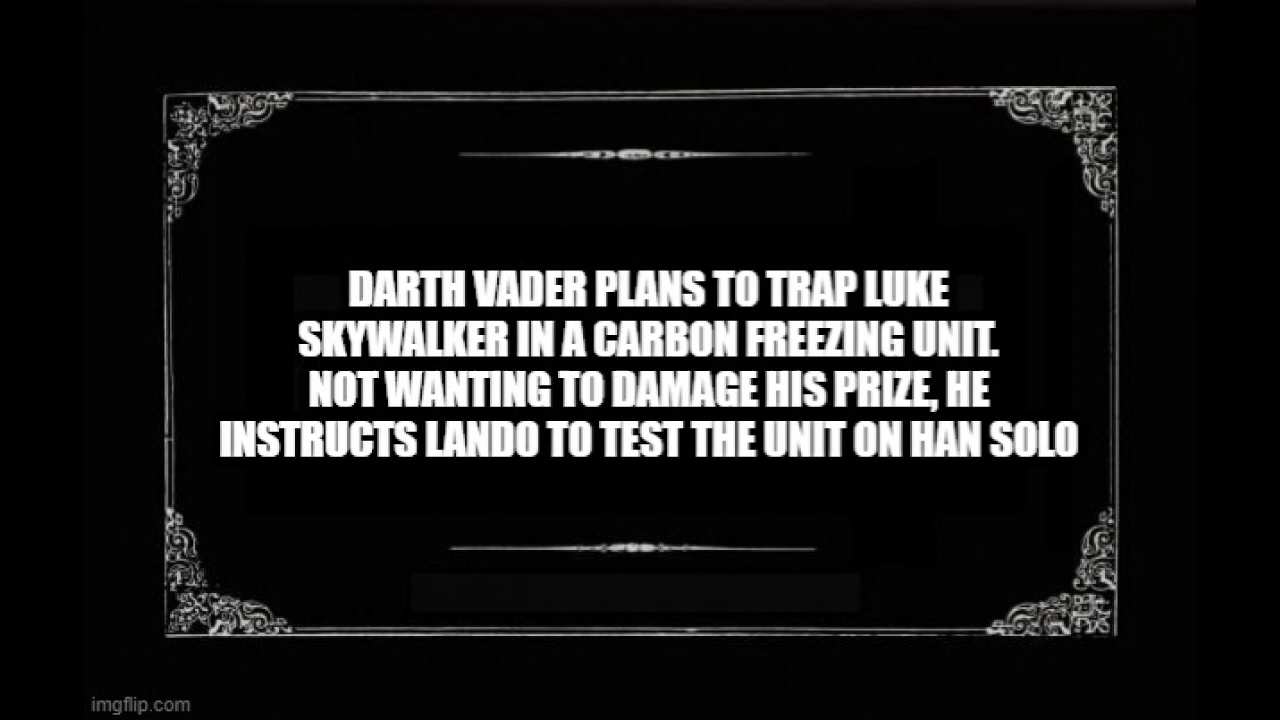 DARTH VADER PLANS TO TRAP LUKE
SKYWALKER IN A CARBON FREEZING UNIT.
NOT WANTING TO DAMAGE HIS PRIZE, HE
INSTRUCTS LANDO TO TEST THE UNIT ON HAN SOLO
imgflip.com